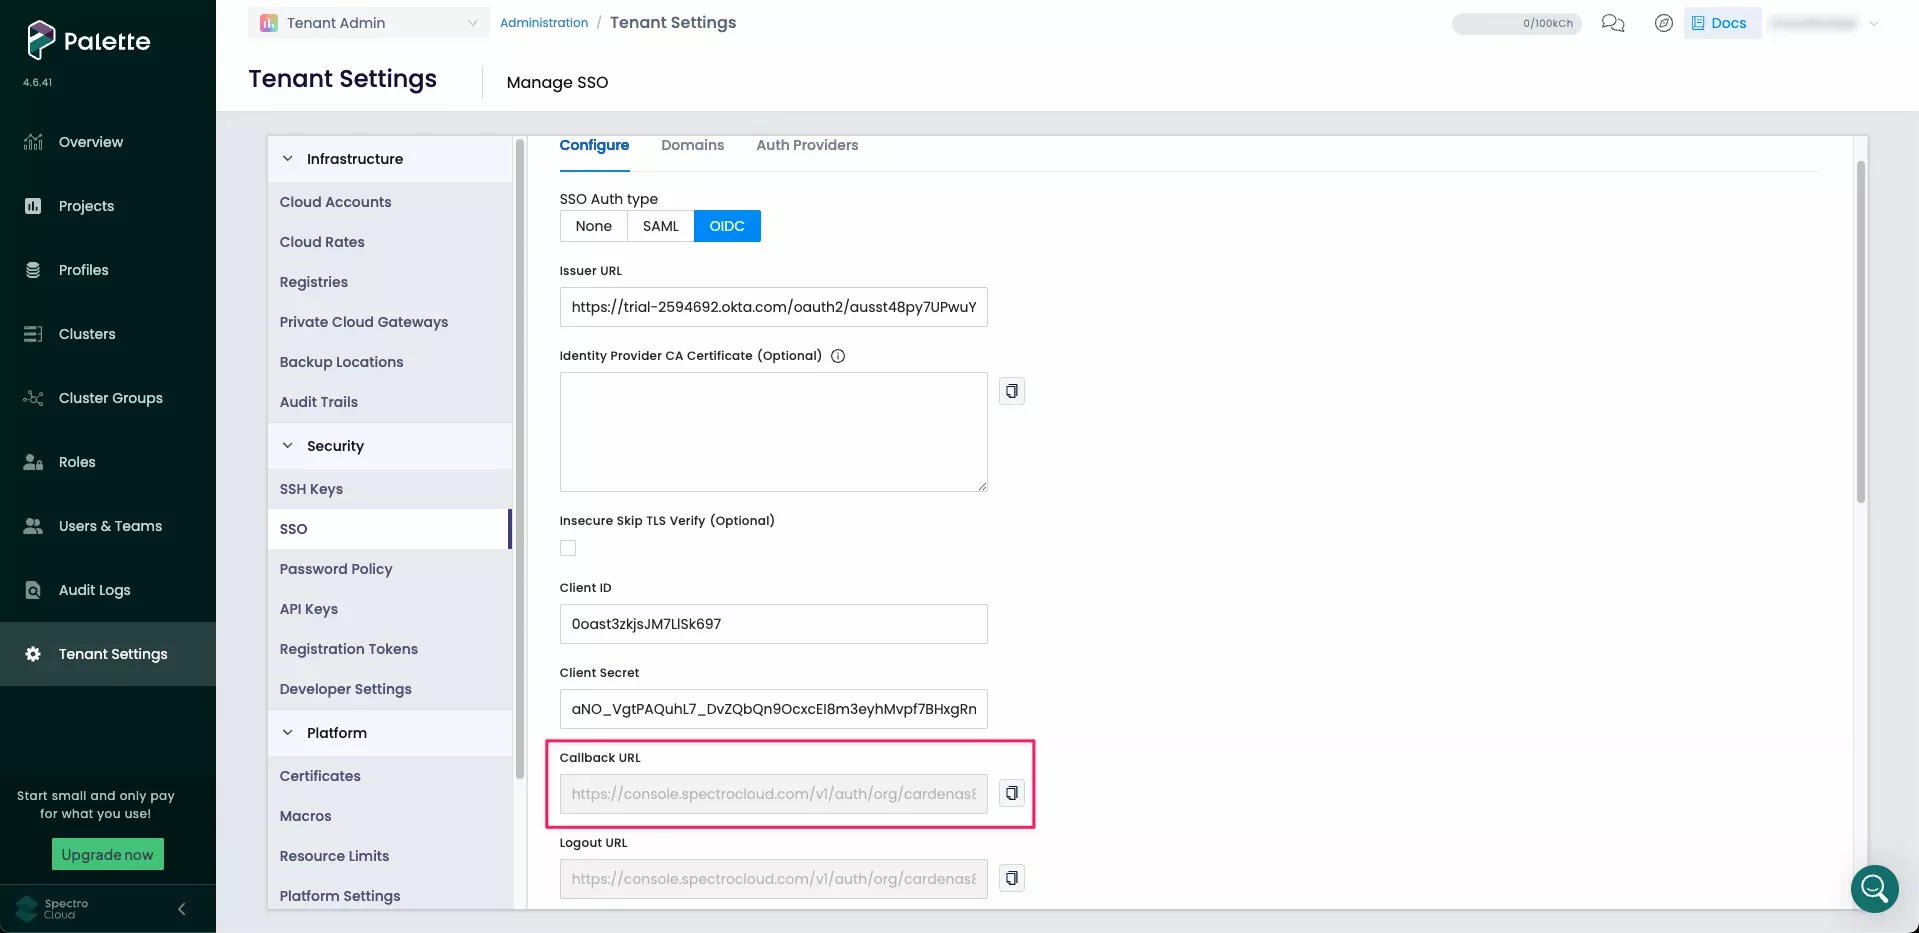 Palette
4.6.41
Overview
Projects
Profiles
Clusters
Cluster Groups
Roles
Users & Teams
Audit Logs
Tenant Settings
Start small and only pay
for what you use!
Upgrade now
Spectro
Cloud
Tenant Admin
Administration / Tenant Settings
0/100kCh
Docs
Tenant Settings
Manage SSO
Infrastructure
Cloud Accounts
Cloud Rates
Registries
Private Cloud Gateways
Backup Locations
Audit Trails
Security
SSH Keys
SSO
Password Policy
API Keys
Registration Tokens
Developer Settings
Platform
Certificates
Macros
Resource Limits
Platform Settings
Configure Domains Auth Providers
SSO Auth type
None SAML OIDC
Issuer URL
https://trial-2594692.okta.com/oauth2/ausst48py7UPwuY
Identity Provider CA Certificate (Optional)
Insecure Skip TLS Verify (Optional)
Client ID
0oast3zkjsJM7LlSk697
Client Secret
aNO_VgtPAQuhL7_DvZQbQn9OcxcEI8m3eyhMvpf7BHxgRn
Callback URL
https://console.spectrocloud.com/v1/auth/org/cardenas8
Logout URL
https://console.spectrocloud.com/v1/auth/org/cardenas8